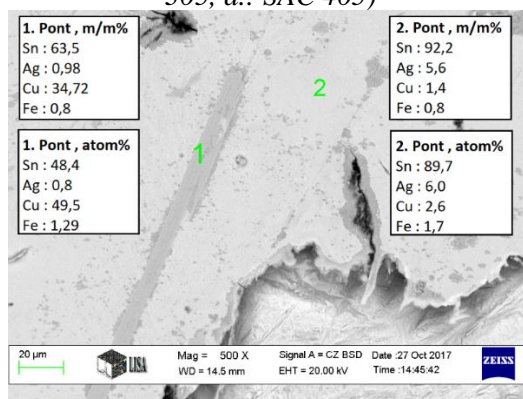 305, a.: SAC 405)
1. Pont , m/m%
Sn : 63,5
Ag : 0,98
Cu : 34,72
Fe : 0,8
1. Pont, atom%
Sn : 48,4
Ag : 0,8
Cu : 49,5
Fe : 1,29
2. Pont , m/m%
Sn : 92,2
Ag : 5,6
Cu : 1,4
Fe : 0,8
2. Pont, atom%
Sn : 89,7
Ag : 6,0
Cu : 2,6
Fe : 1,7
1
2
20 µm
LISA
Mag = 500 X
WD = 14.5 mm
Signal A = CZ BSD
EHT = 20.00 kV
Date :27 Oct 2017
Time :14:45:42
ZEISS